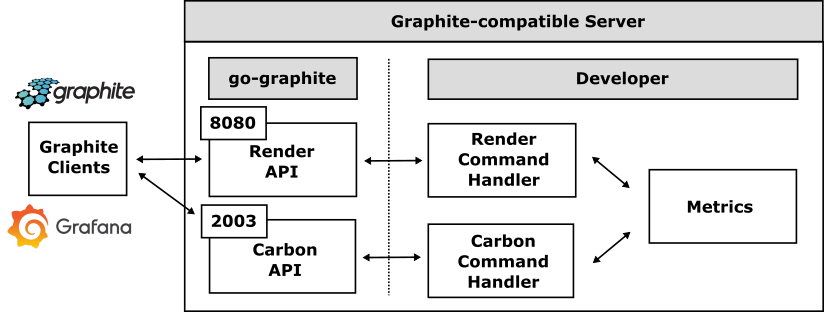 Graphite-compatible Server
go-graphite
Developer
graphite
Graphite
Clients
Grafana
8080
Render
API
2003
Carbon
API
Render
Command
Handler
Carbon
Command
Handler
Metrics